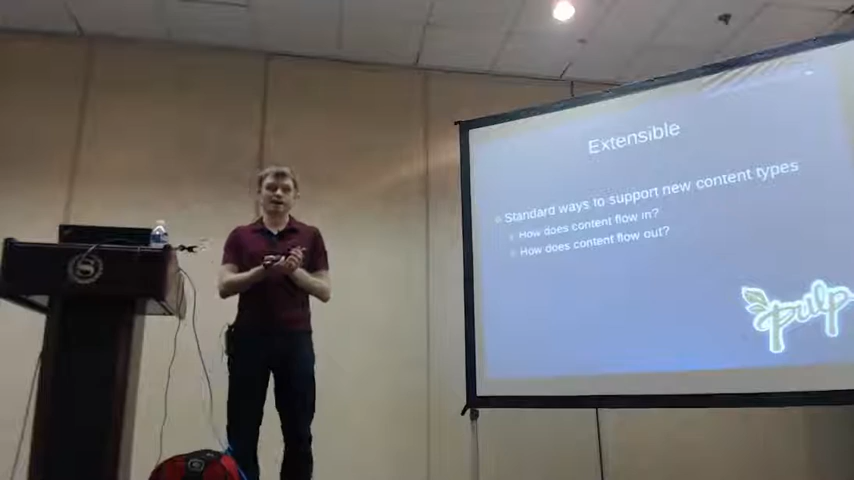 Extensible
Standard ways to support new content types
How does content flow in?
How does content flow out?
pulp